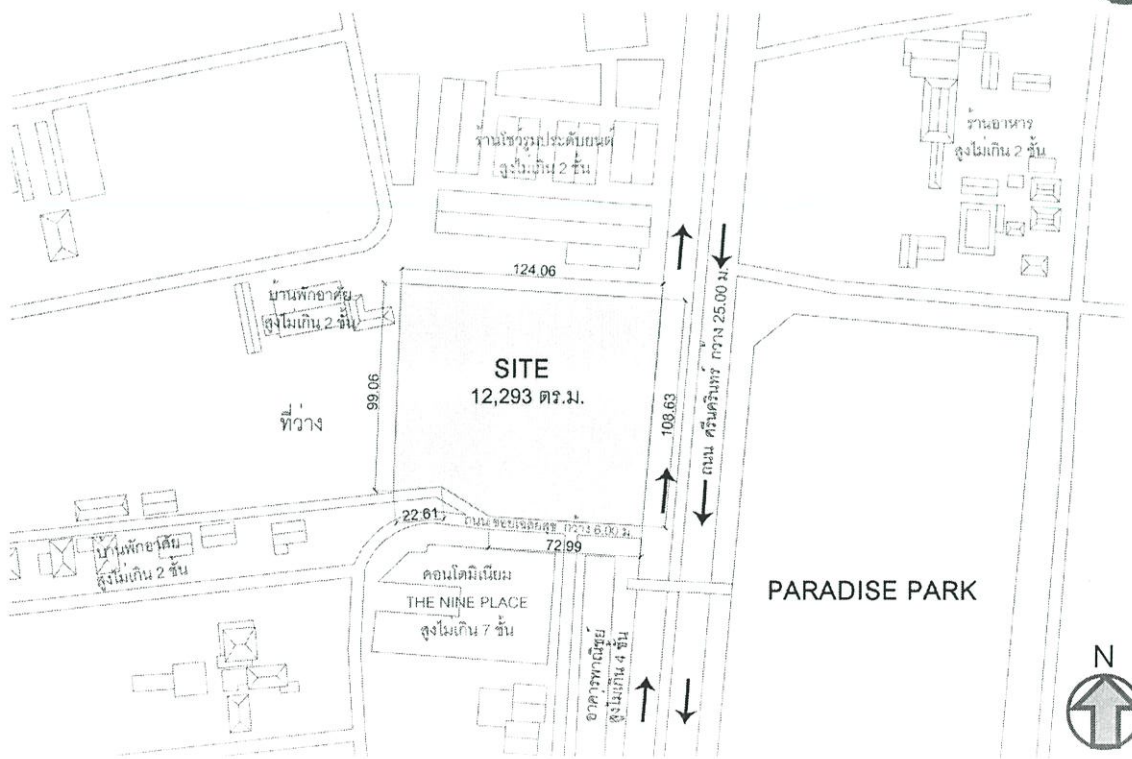 ร้านโชว์รูมประดับยนต์
สูงไม่เกิน 2 ชั้น
ร้านอาหาร
สูงไม่เกิน 2 ชั้น
124.06
บ้านพักอาศัย
สูงไม่เกิน 2 ชั้น
SITE
12,293 ตร.ม.
99.06
108.63
ถนน ศรีนครินทร์ กว้าง 25.00 ม.
ที่ว่าง
22.61
กว้าง 6.00 ม.
72.99
บ้านพักอาศัย
สูงไม่เกิน 2 ชั้น
คอนโดมิเนียม
THE NINE PLACE
สูงไม่เกิน 7 ชั้น
อาคารพาณิชย์
สูงไม่เกิน 4 ชั้น
PARADISE PARK
N